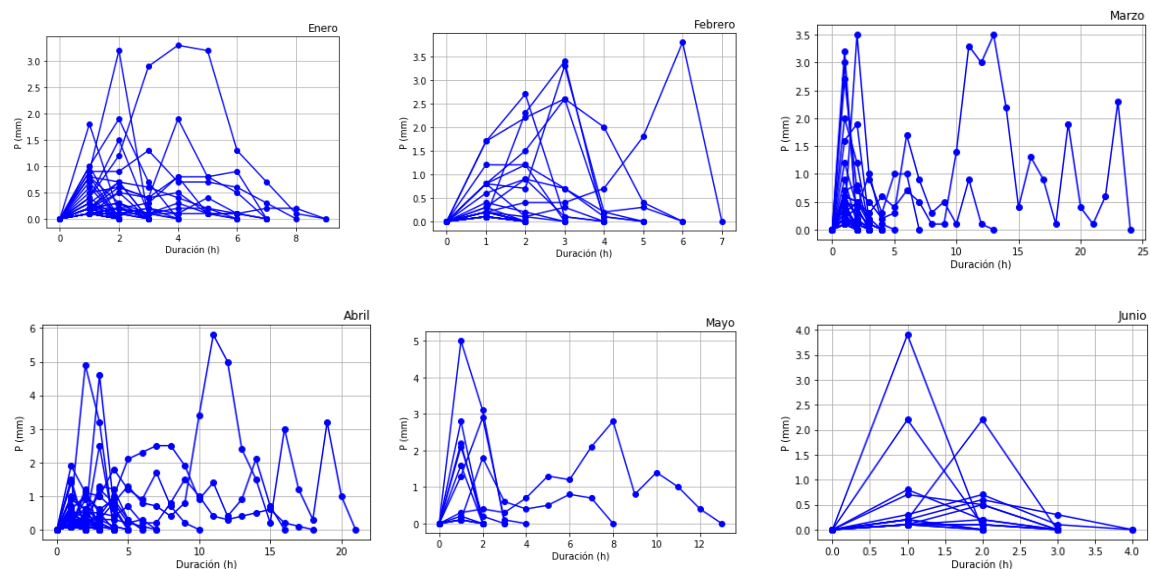 Enero
P (mm)
3.0
2.5
2.0
1.5
1.0
0.5
0.0
0 2 4 6 8
Duración (h)
Febrero
P (mm)
3.5
3.0
2.5
2.0
1.5
1.0
0.5
0.0
0 1 2 3 4 5 6 7
Duración (h)
Marzo
P (mm)
3.5
3.0
2.5
2.0
1.5
1.0
0.5
0.0
0 5 10 15 20 25
Duración (h)
Abril
P (mm)
6
5
4
3
2
1
0
0 5 10 15 20
Duración (h)
Mayo
P (mm)
5
4
3
2
1
0
0 2 4 6 8 10 12
Duración (h)
Junio
P (mm)
4.0
3.5
3.0
2.5
2.0
1.5
1.0
0.5
0.0
0.0 0.5 1.0 1.5 2.0 2.5 3.0 3.5 4.0
Duración (h)